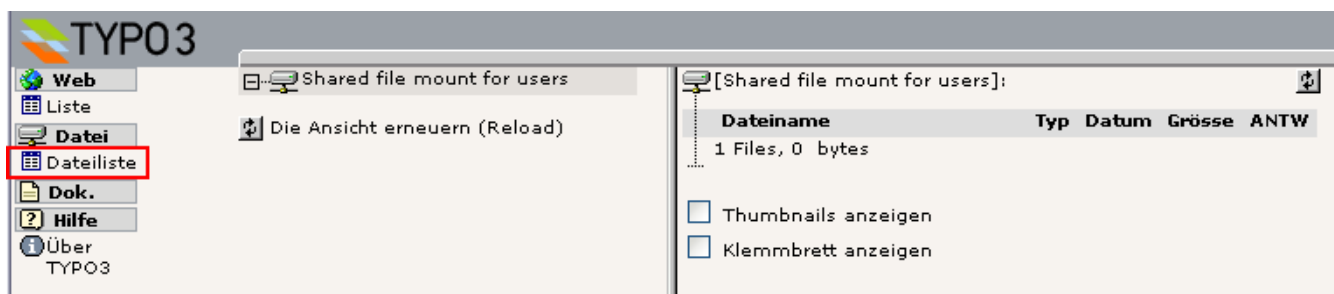 TYPO3
Web
Liste
Datei
Dateiliste
Dok.
Hilfe
Über
TYPO3
Shared file mount for users
Die Ansicht erneuern (Reload)
[Shared file mount for users]:
Dateiname Typ Datum Grösse ANTW
1 Files, 0 bytes
Thumbnails anzeigen
Klemmbrett anzeigen